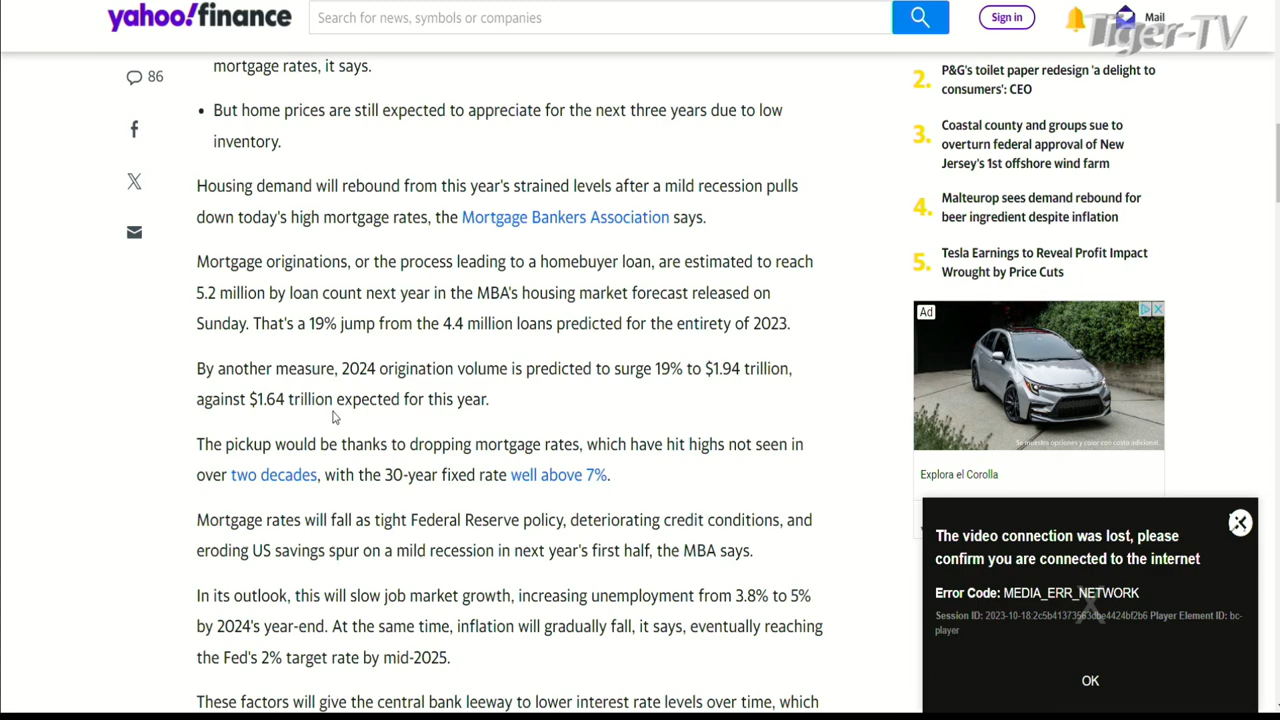 yahoo!finance
Search for news, symbols or companies
Sign in
Mail
Tiger-TV
86
mortgage rates, it says.
• But home prices are still expected to appreciate for the next three years due to low
inventory.
Housing demand will rebound from this year's strained levels after a mild recession pulls
down today's high mortgage rates, the Mortgage Bankers Association says.
Mortgage originations, or the process leading to a homebuyer loan, are estimated to reach
5.2 million by loan count next year in the MBA's housing market forecast released on
Sunday. That's a 19% jump from the 4.4 million loans predicted for the entirety of 2023.
By another measure, 2024 origination volume is predicted to surge 19% to $1.94 trillion,
against $1.64 trillion expected for this year.
The pickup would be thanks to dropping mortgage rates, which have hit highs not seen in
over two decades, with the 30-year fixed rate well above 7%.
Mortgage rates will fall as tight Federal Reserve policy, deteriorating credit conditions, and
eroding US savings spur on a mild recession in next year's first half, the MBA says.
In its outlook, this will slow job market growth, increasing unemployment from 3.8% to 5%
by 2024's year-end. At the same time, inflation will gradually fall, it says, eventually reaching
the Fed's 2% target rate by mid-2025.
These factors will give the central bank leeway to lower interest rate levels over time, which
2. P&G's toilet paper redesign 'a delight to
consumers': CEO
3. Coastal county and groups sue to
overturn federal approval of New
Jersey's 1st offshore wind farm
4. Malteurop sees demand rebound for
beer ingredient despite inflation
5. Tesla Earnings to Reveal Profit Impact
Wrought by Price Cuts
Ad
Se muestra opciones y color con costo adicional.
Explora el Corolla
The video connection was lost, please
confirm you are connected to the internet
Error Code: MEDIA_ERR_NETWORK
Session ID: Player Element ID: bc-
player
OK